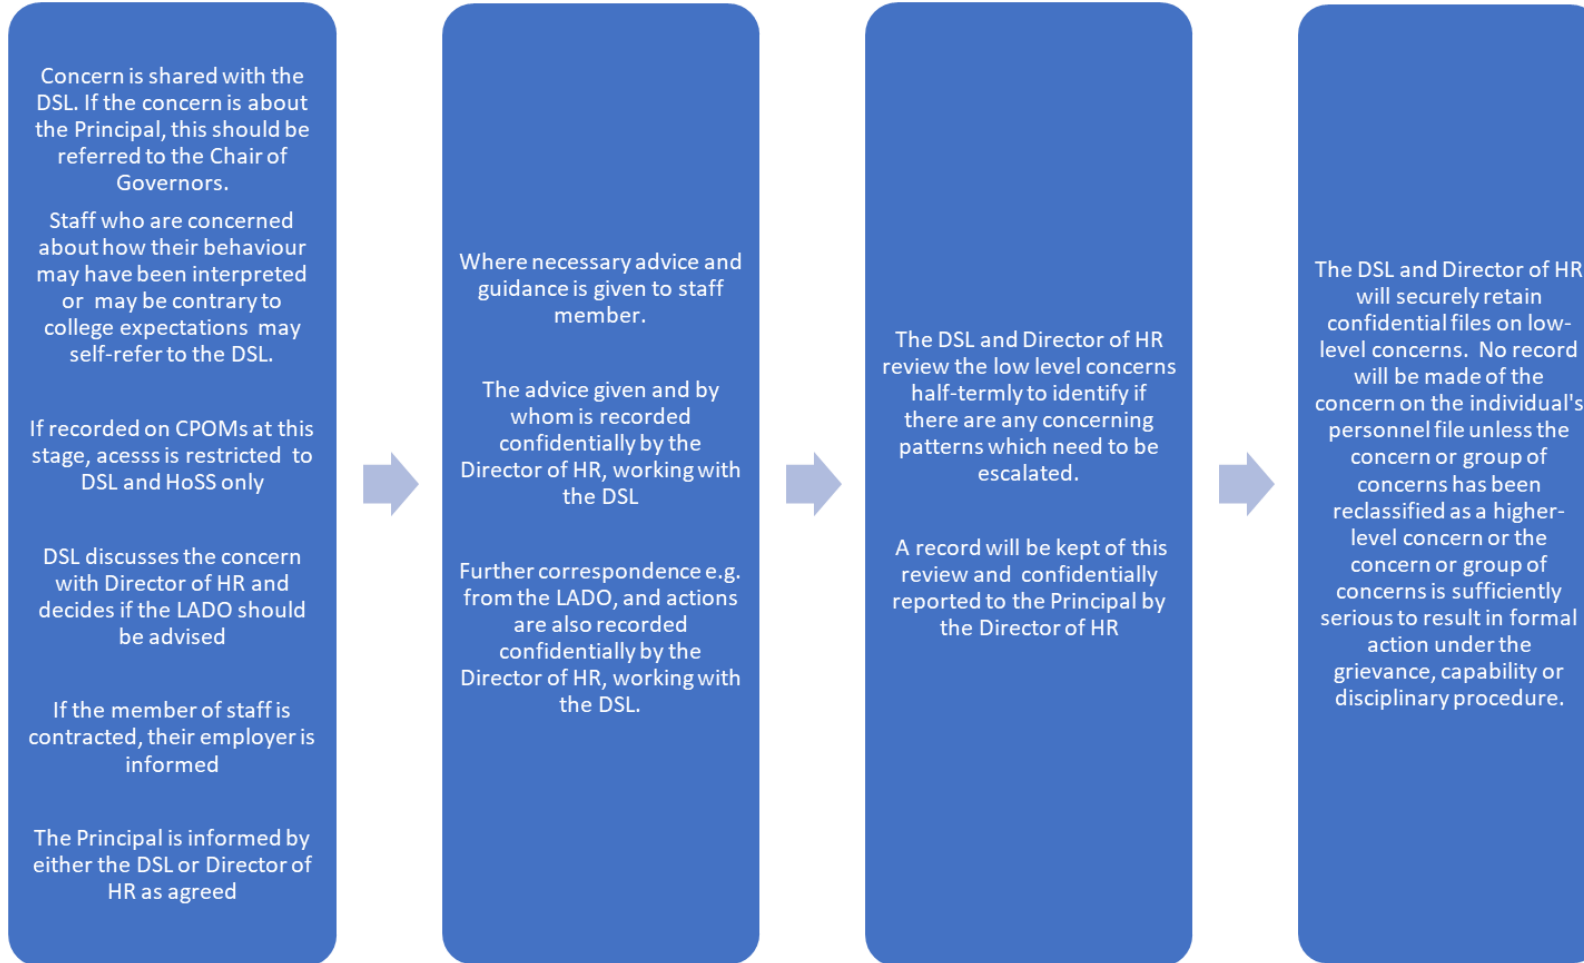 Concern is shared with the
DSL. If the concern is about
the Principal, this should be
referred to the Chair of
Governors.
Staff who are concerned
about how their behaviour
may have been interpreted
or may be contrary to
college expectations may
self-refer to the DSL.
If recorded on CPOMs at this
stage, acesss is restricted to
DSL and HoSS only
DSL discusses the concern
with Director of HR and
decides if the LADO should
be advised
If the member of staff is
contracted, their employer is
informed
The Principal is informed by
either the DSL or Director of
HR as agreed
Where necessary advice and
guidance is given to staff
member.
The advice given and by
whom is recorded
confidentially by the
Director of HR, working with
the DSL
Further correspondence e.g.
from the LADO, and actions
are also recorded
confidentially by the
Director of HR, working with
the DSL.
The DSL and Director of HR
review the low level concerns
half-termly to identify if
there are any concerning
patterns which need to be
escalated.
A record will be kept of this
review and confidentially
reported to the Principal by
the Director of HR
The DSL and Director of HR
will securely retain
confidential files on low-
level concerns. No record
will be made of the
concern on the individual's
personnel file unless the
concern or group of
concerns has been
reclassified as a higher-
level concern or the
concern or group of
concerns is sufficiently
serious to result in formal
action under the
grievance, capability or
disciplinary procedure.